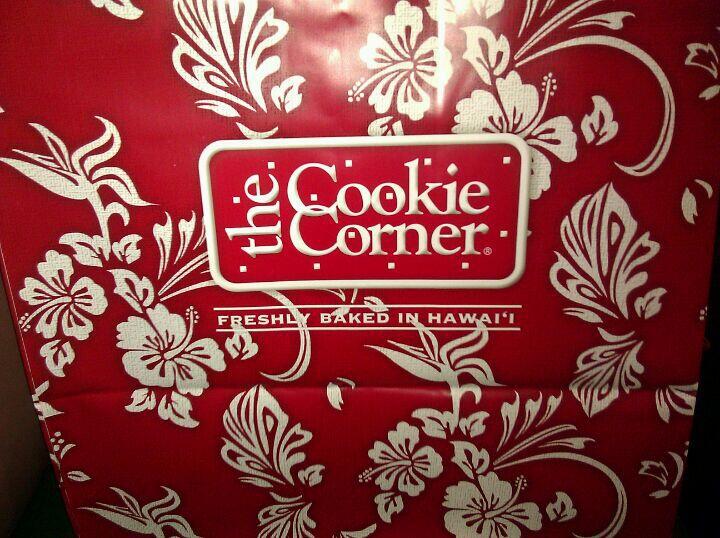 the Cookie
Corner®
FRESHLY BAKED IN HAWAI‘I